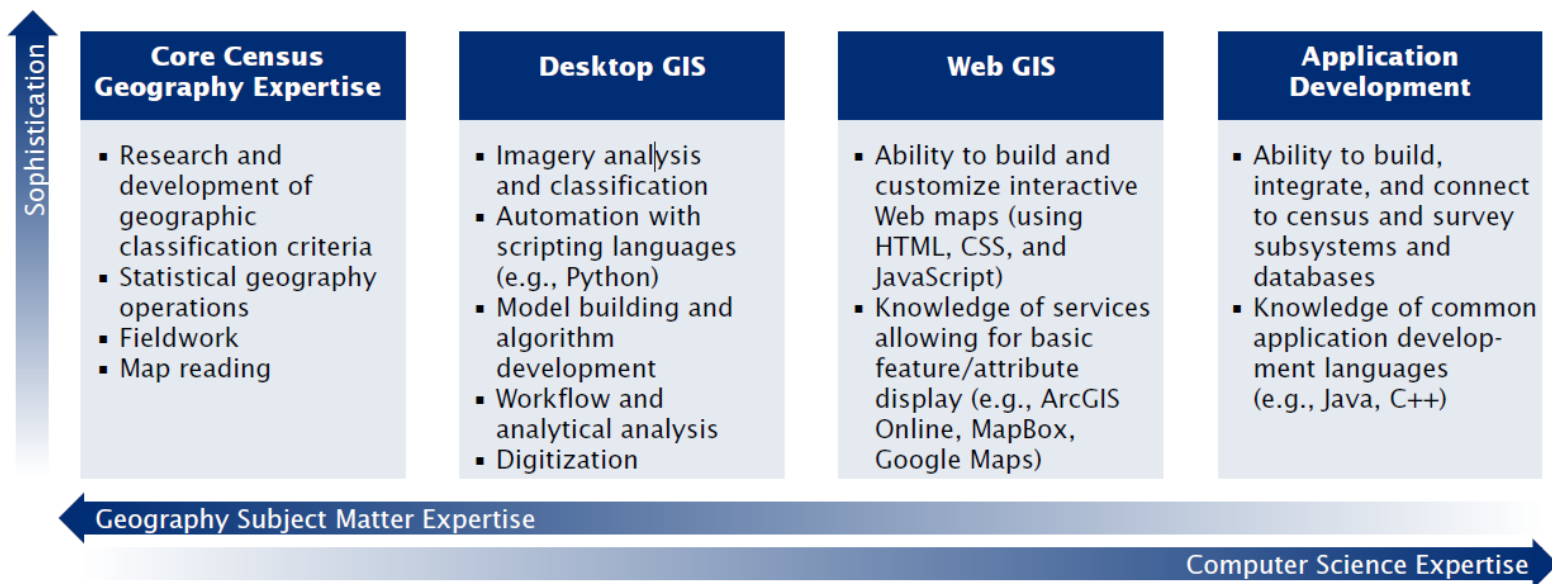 Sophistication
Core Census
Geography Expertise
▪ Research and
development of
geographic
classification criteria
▪ Statistical geography
operations
▪ Fieldwork
▪ Map reading
Desktop GIS
▪ Imagery analysis
and classification
▪ Automation with
scripting languages
(e.g., Python)
▪ Model building and
algorithm
development
▪ Workflow and
analytical analysis
▪ Digitization
Web GIS
▪ Ability to build and
customize interactive
Web maps (using
HTML, CSS, and
JavaScript)
▪ Knowledge of services
allowing for basic
feature/attribute
display (e.g., ArcGIS
Online, MapBox,
Google Maps)
Application
Development
▪ Ability to build,
integrate, and connect
to census and survey
subsystems and
databases
▪ Knowledge of common
application develop-
ment languages
(e.g., Java, C++)
Geography Subject Matter Expertise
Computer Science Expertise